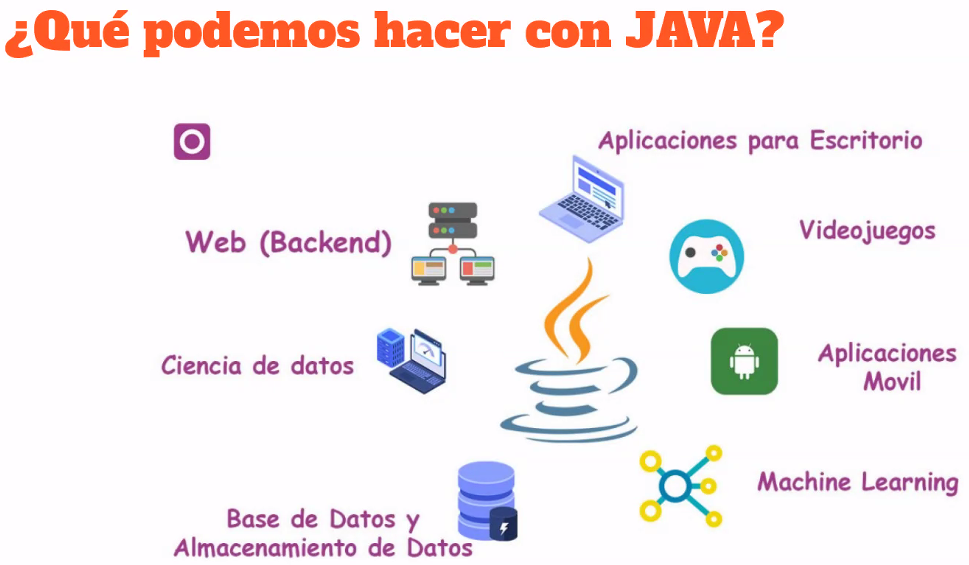 ¿Qué podemos hacer con JAVA?
Aplicaciones para Escritorio
Web (Backend)
Videojuegos
Ciencia de datos
Aplicaciones
Movil
Machine Learning
Base de Datos y
Almacenamiento de Datos